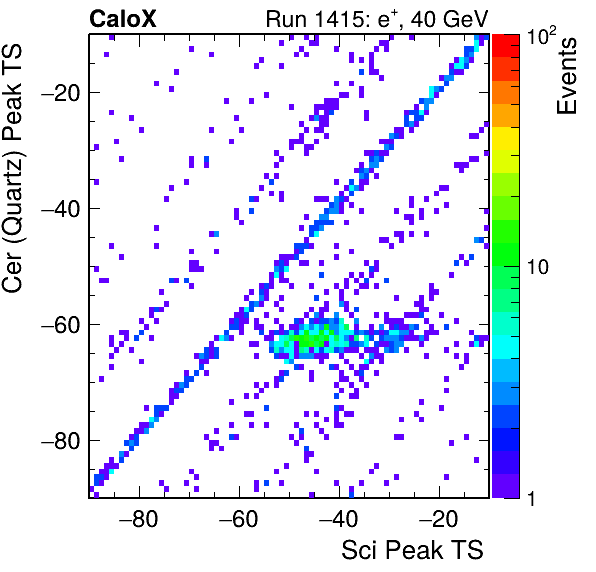 CaloX
Run 1415: e⁺, 40 GeV
Cer (Quartz) Peak TS
−20
−40
−60
−80
−80
−60
−40
−20
Sci Peak TS
10²
10
1
Events